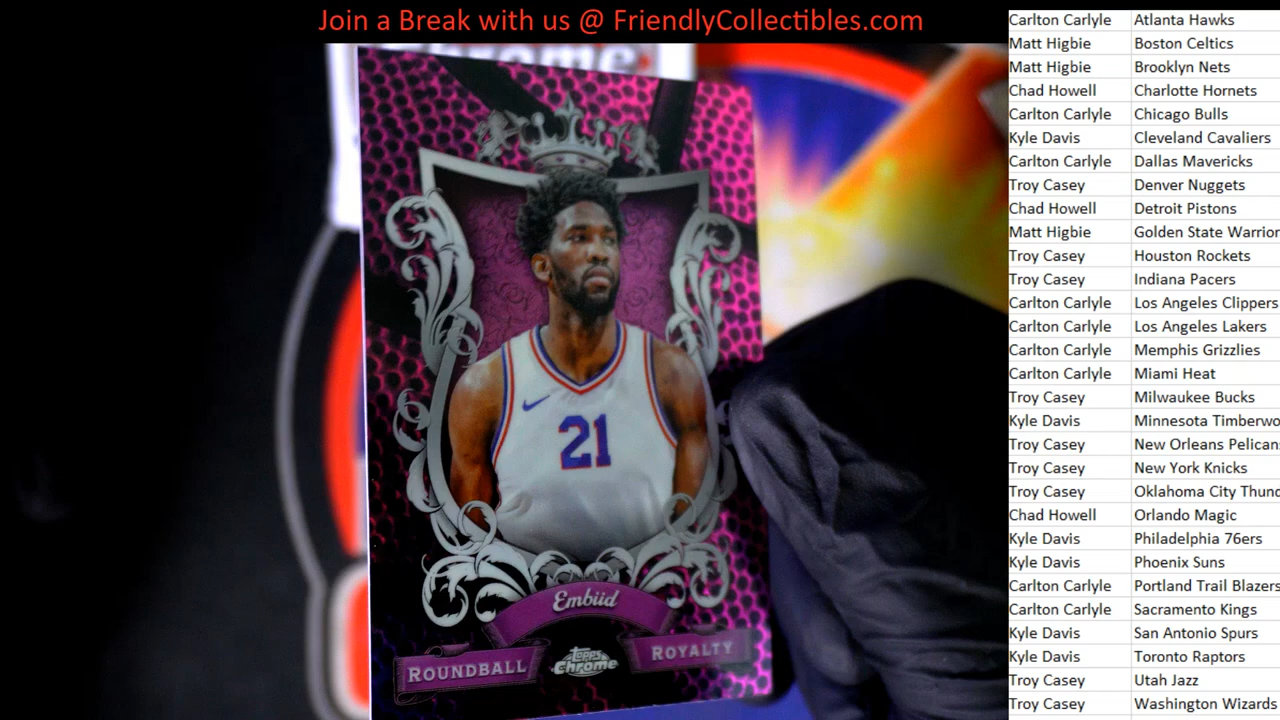 Join a Break with us @ FriendlyCollectibles.com
Chrome
Embiid
ROUNDBALL
Topps
Chrome
ROYALTY
21
Carlton Carlyle Atlanta Hawks
Matt Higbie Boston Celtics
Matt Higbie Brooklyn Nets
Chad Howell Charlotte Hornets
Carlton Carlyle Chicago Bulls
Kyle Davis Cleveland Cavaliers
Carlton Carlyle Dallas Mavericks
Troy Casey Denver Nuggets
Chad Howell Detroit Pistons
Matt Higbie Golden State Warrior
Troy Casey Houston Rockets
Troy Casey Indiana Pacers
Carlton Carlyle Los Angeles Clippers
Carlton Carlyle Los Angeles Lakers
Carlton Carlyle Memphis Grizzlies
Carlton Carlyle Miami Heat
Troy Casey Milwaukee Bucks
Kyle Davis Minnesota Timberwo
Troy Casey New Orleans Pelican
Troy Casey New York Knicks
Troy Casey Oklahoma City Thund
Chad Howell Orlando Magic
Kyle Davis Philadelphia 76ers
Kyle Davis Phoenix Suns
Carlton Carlyle Portland Trail Blazers
Carlton Carlyle Sacramento Kings
Kyle Davis San Antonio Spurs
Kyle Davis Toronto Raptors
Troy Casey Utah Jazz
Troy Casey Washington Wizards